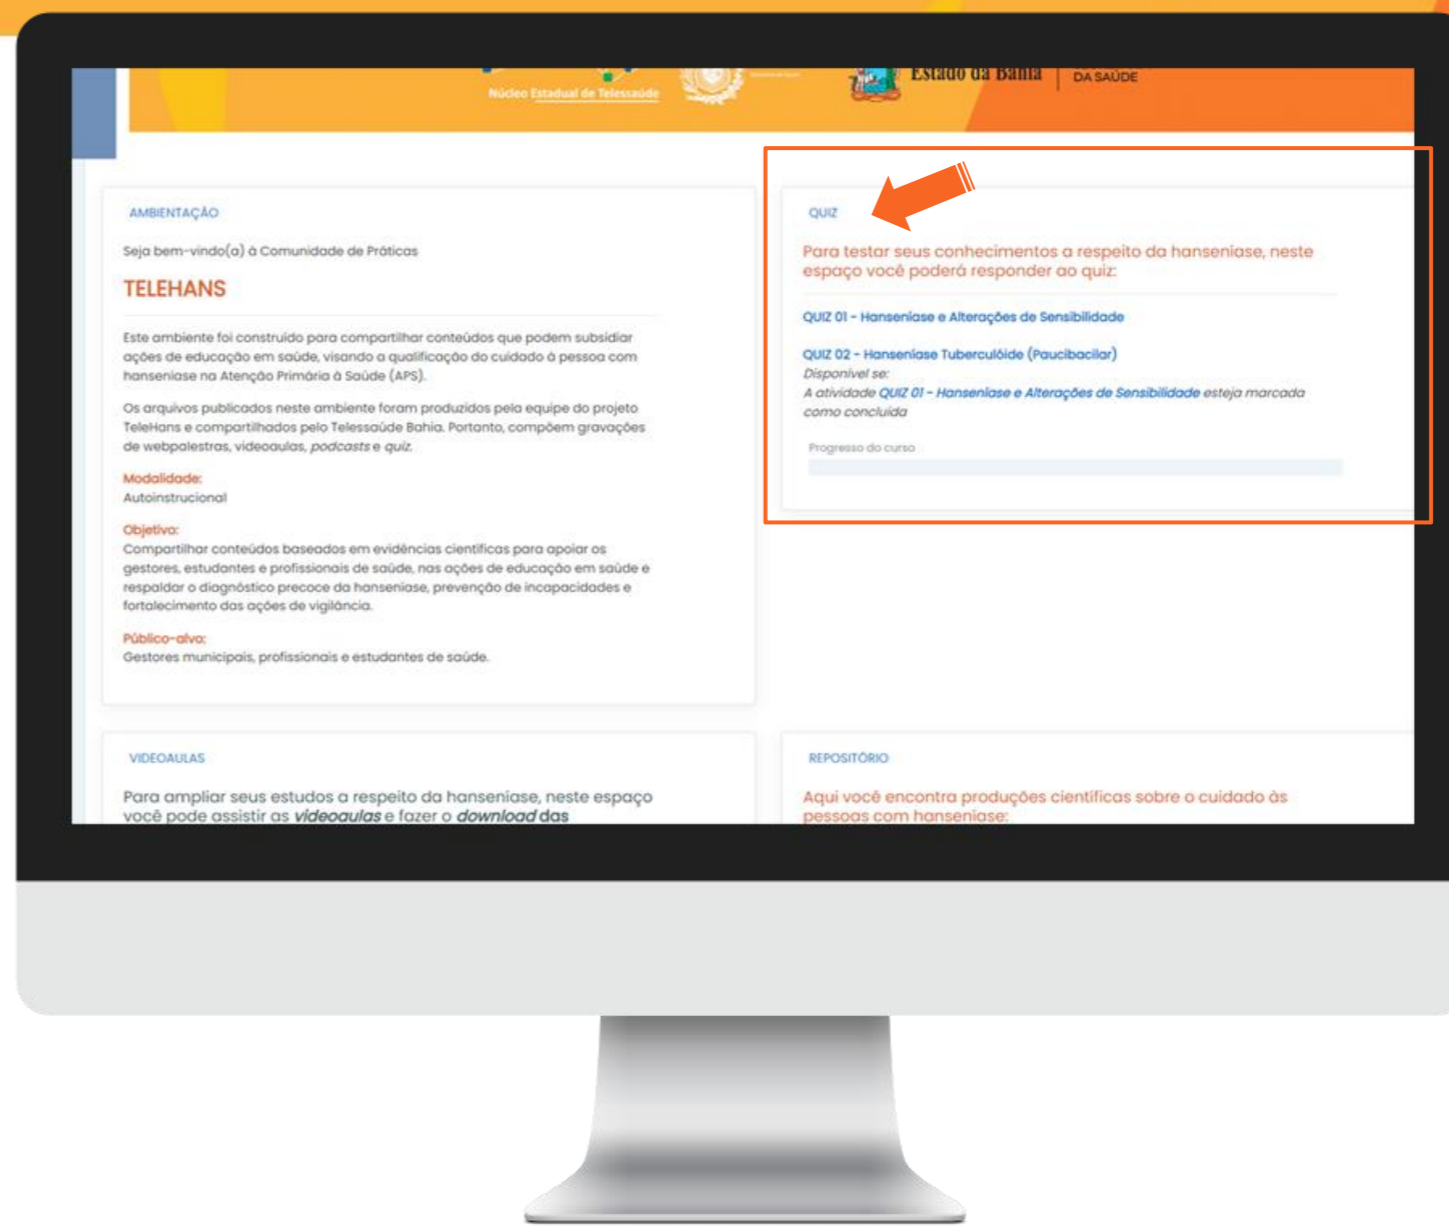 Núcleo Estadual de Telessaúde
Estado da Bahia
DA SAÚDE
AMBIENTAÇÃO
Seja bem-vindo(a) à Comunidade de Práticas
TELEHANS
Este ambiente foi construído para compartilhar conteúdos que podem subsidiar
ações de educação em saúde, visando a qualificação do cuidado à pessoa com
hanseníase na Atenção Primária à Saúde (APS).
Os arquivos publicados neste ambiente foram produzidos pela equipe do projeto
TeleHans e compartilhados pelo Telessaúde Bahia. Portanto, compõem gravações
de webpalestras, videoaulas, podcasts e quiz.
Modalidade:
Autoinstrucional
Objetivo:
Compartilhar conteúdos baseados em evidências científicas para apoiar os
gestores, estudantes e profissionais de saúde, nas ações de educação em saúde e
respaldar o diagnóstico precoce da hanseníase, prevenção de incapacidades e
fortalecimento das ações de vigilância.
Público-alvo:
Gestores municipais, profissionais e estudantes de saúde.
QUIZ
Para testar seus conhecimentos a respeito da hanseníase, neste
espaço você poderá responder ao quiz:
QUIZ 01 - Hanseníase e Alterações de Sensibilidade
QUIZ 02 - Hanseníase Tuberculóide (Paucibacilar)
Disponível se:
A atividade QUIZ 01 - Hanseníase e Alterações de Sensibilidade esteja marcada
como concluída
Progresso do curso
VIDEOAULAS
Para ampliar seus estudos a respeito da hanseníase, neste espaço
você pode assistir as videoaulas e fazer o download das
REPOSITÓRIO
Aqui você encontra produções científicas sobre o cuidado às
pessoas com hanseníase: